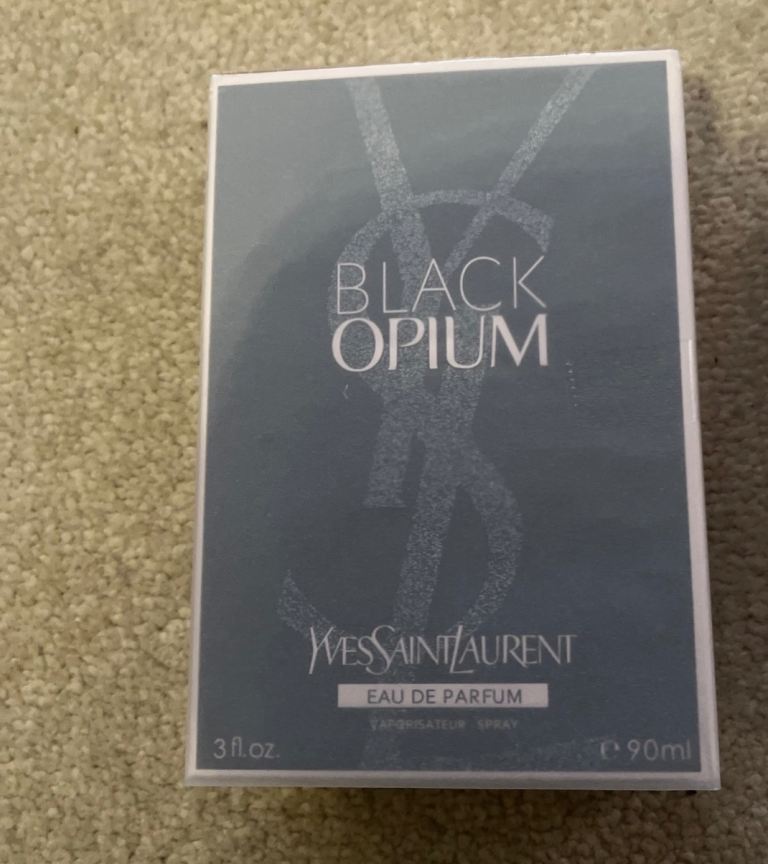 BLACK
OPIUM
YVESSAINTLAURENT
EAU DE PARFUM
VAPORISATEUR SPRAY
3 fl.oz. ℮ 90ml